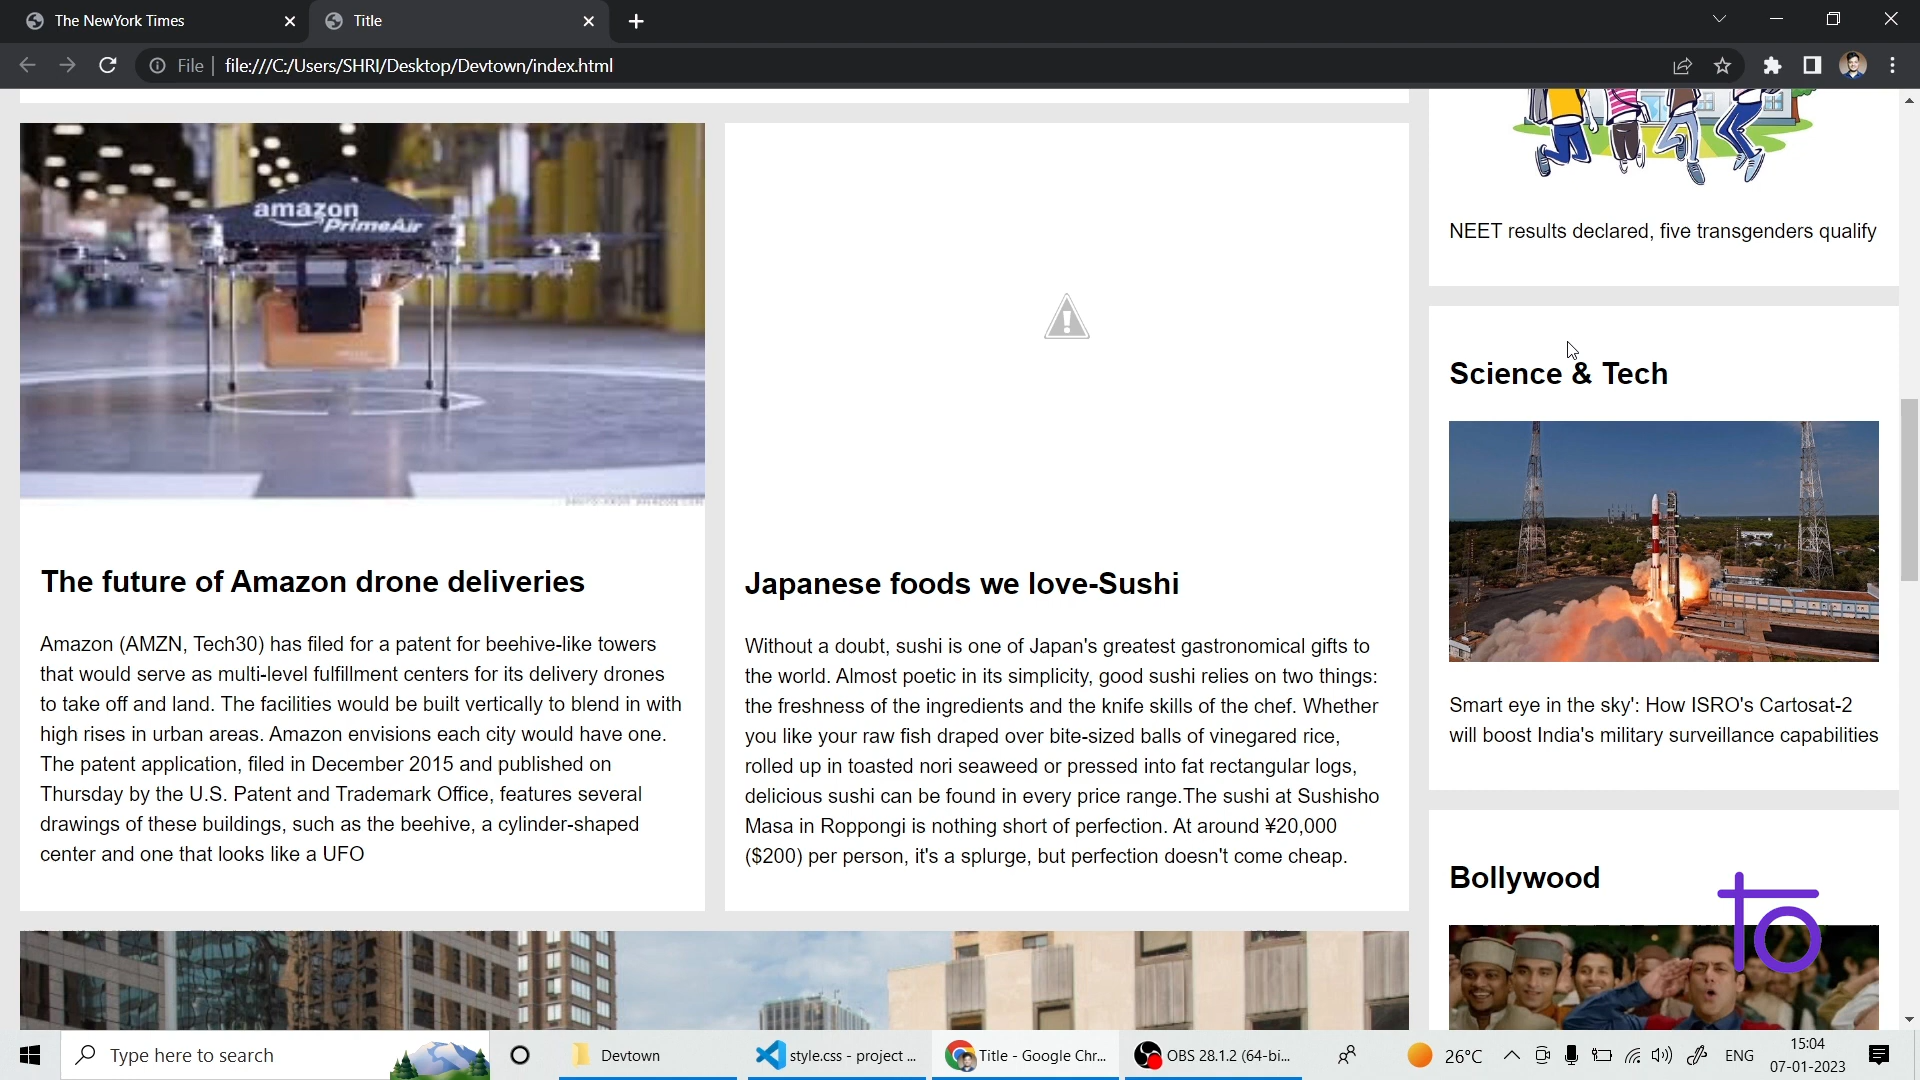 The NewYork Times
Title
File
file:///C:/Users/SHRI/Desktop/Devtown/index.html
amazon
PrimeAir
The future of Amazon drone deliveries
Amazon (AMZN, Tech30) has filed for a patent for beehive-like towers
that would serve as multi-level fulfillment centers for its delivery drones
to take off and land. The facilities would be built vertically to blend in with
high rises in urban areas. Amazon envisions each city would have one.
The patent application, filed in December 2015 and published on
Thursday by the U.S. Patent and Trademark Office, features several
drawings of these buildings, such as the beehive, a cylinder-shaped
center and one that looks like a UFO
Japanese foods we love-Sushi
Without a doubt, sushi is one of Japan's greatest gastronomical gifts to
the world. Almost poetic in its simplicity, good sushi relies on two things:
the freshness of the ingredients and the knife skills of the chef. Whether
you like your raw fish draped over bite-sized balls of vinegared rice,
rolled up in toasted nori seaweed or pressed into fat rectangular logs,
delicious sushi can be found in every price range.The sushi at Sushisho
Masa in Roppongi is nothing short of perfection. At around ¥20,000
($200) per person, it's a splurge, but perfection doesn't come cheap.
NEET results declared, five transgenders qualify
Science & Tech
Smart eye in the sky': How ISRO's Cartosat-2
will boost India's military surveillance capabilities
Bollywood
Type here to search
Devtown
style.css - project ...
Title - Google Chr...
OBS 28.1.2 (64-bi...
26°C
ENG
15:04
07-01-2023